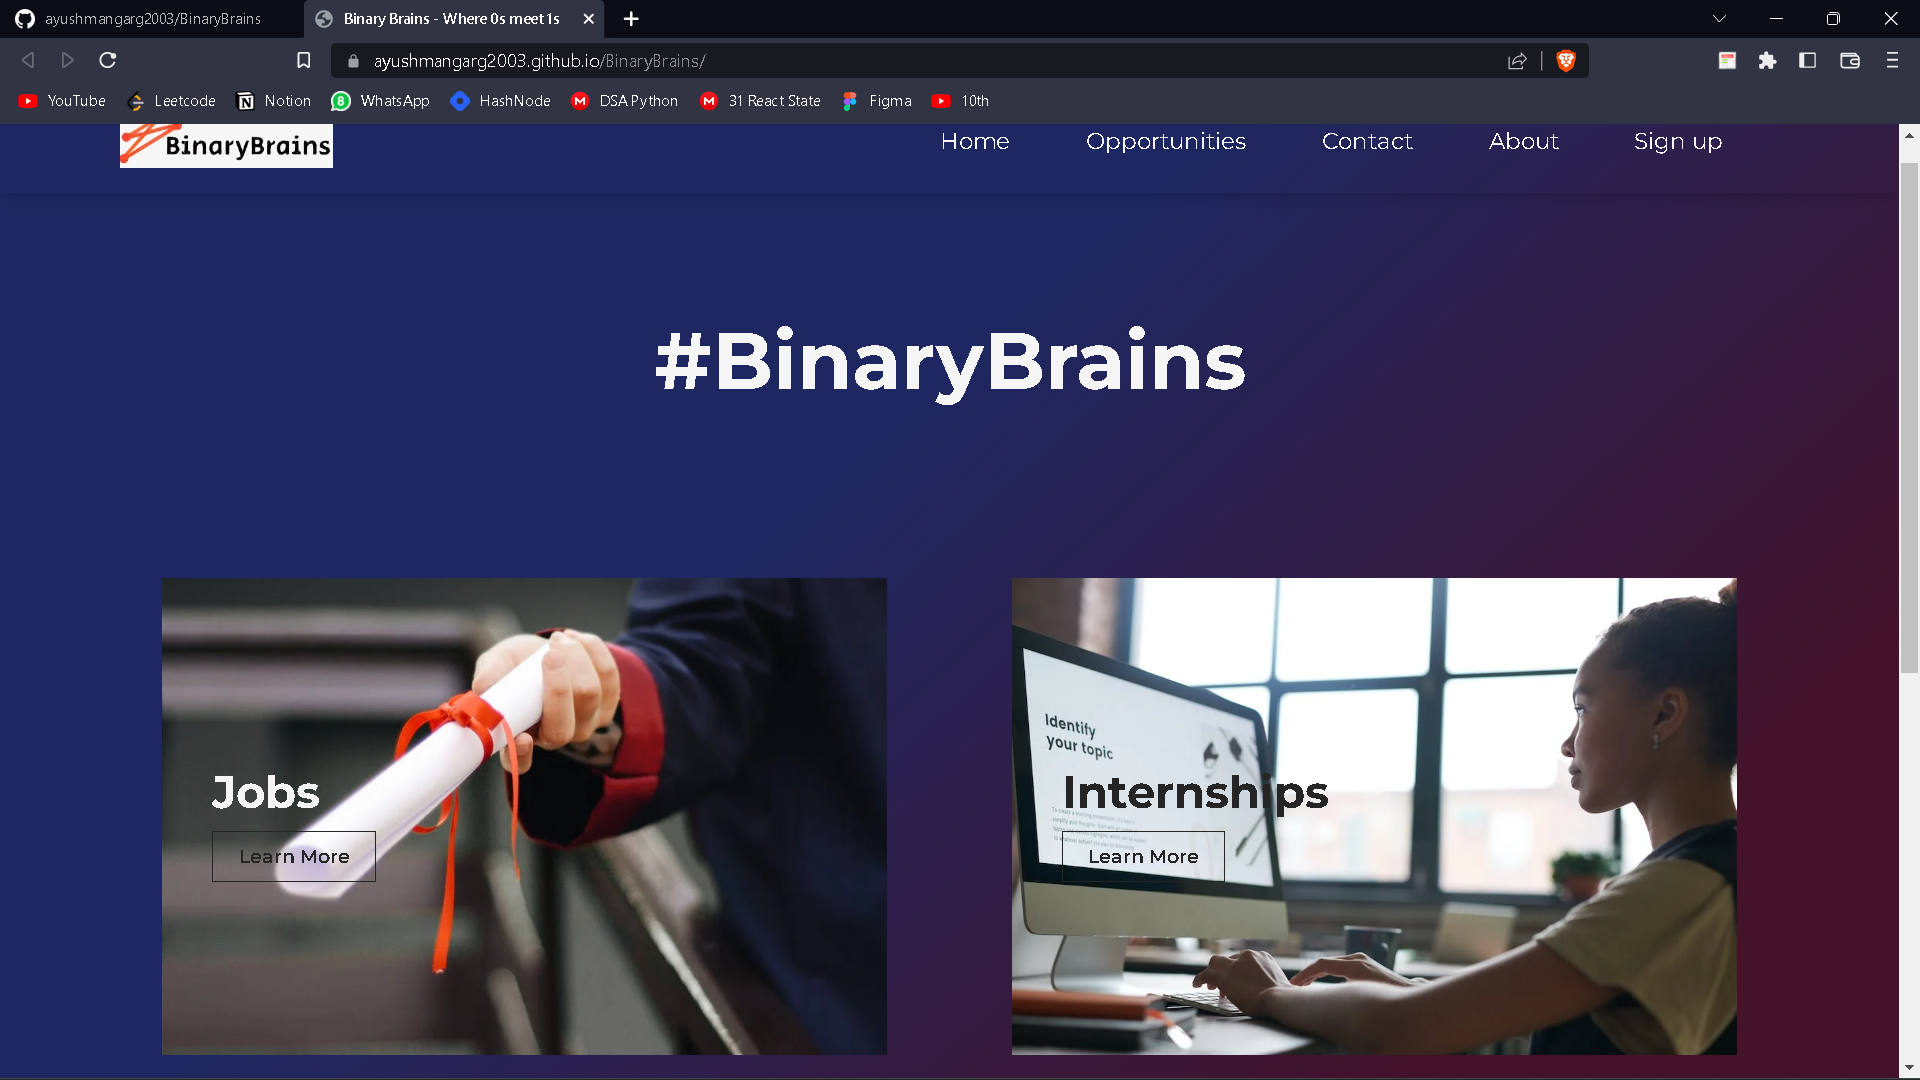 ayushmangarg2003/BinaryBrains
Binary Brains - Where 0s meet 1s
ayushmangarg2003.github.io/BinaryBrains/
YouTube Leetcode Notion 8 WhatsApp HashNode M DSA Python M 31 React State Figma 10th
BinaryBrains
Home Opportunities Contact About Sign up
#BinaryBrains
Identify
your topic
Jobs
Internships
Learn More
Learn More